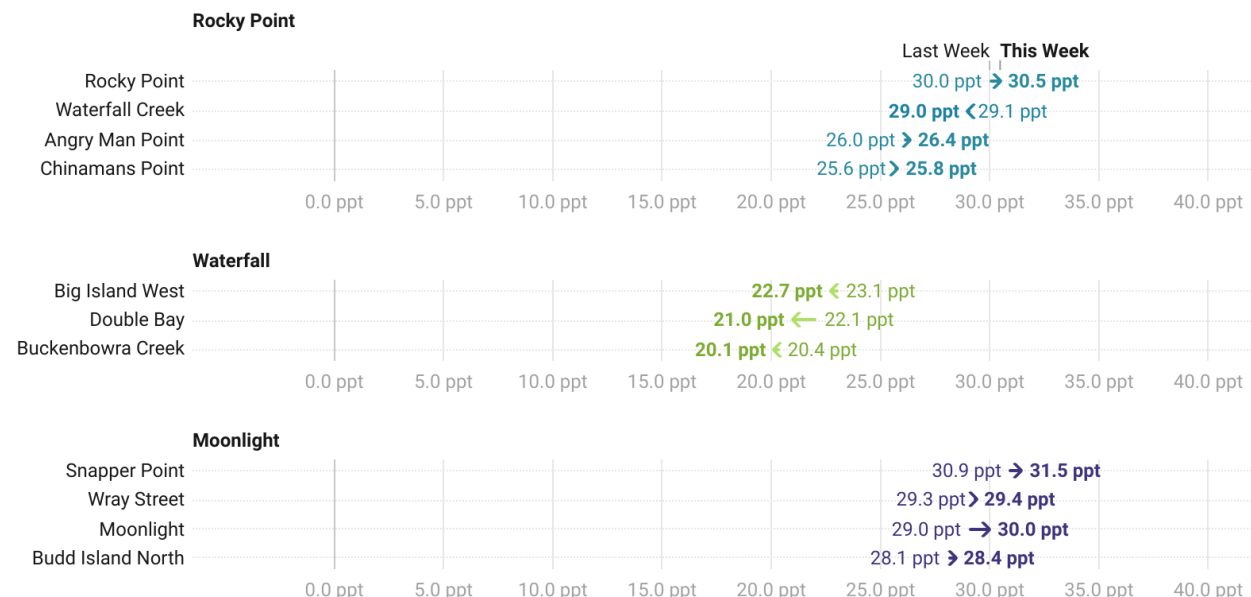 Rocky Point
Last Week This Week
Rocky Point 30.0 ppt 30.5 ppt
Waterfall Creek 29.0 ppt 29.1 ppt
Angry Man Point 26.0 ppt 26.4 ppt
Chinamans Point 25.6 ppt 25.8 ppt
0.0 ppt 5.0 ppt 10.0 ppt 15.0 ppt 20.0 ppt 25.0 ppt 30.0 ppt 35.0 ppt 40.0 ppt
Waterfall
Big Island West 22.7 ppt 23.1 ppt
Double Bay 21.0 ppt 22.1 ppt
Buckenbowra Creek 20.1 ppt 20.4 ppt
0.0 ppt 5.0 ppt 10.0 ppt 15.0 ppt 20.0 ppt 25.0 ppt 30.0 ppt 35.0 ppt 40.0 ppt
Moonlight
Snapper Point 30.9 ppt 31.5 ppt
Wray Street 29.3 ppt 29.4 ppt
Moonlight 29.0 ppt 30.0 ppt
Budd Island North 28.1 ppt 28.4 ppt
0.0 ppt 5.0 ppt 10.0 ppt 15.0 ppt 20.0 ppt 25.0 ppt 30.0 ppt 35.0 ppt 40.0 ppt